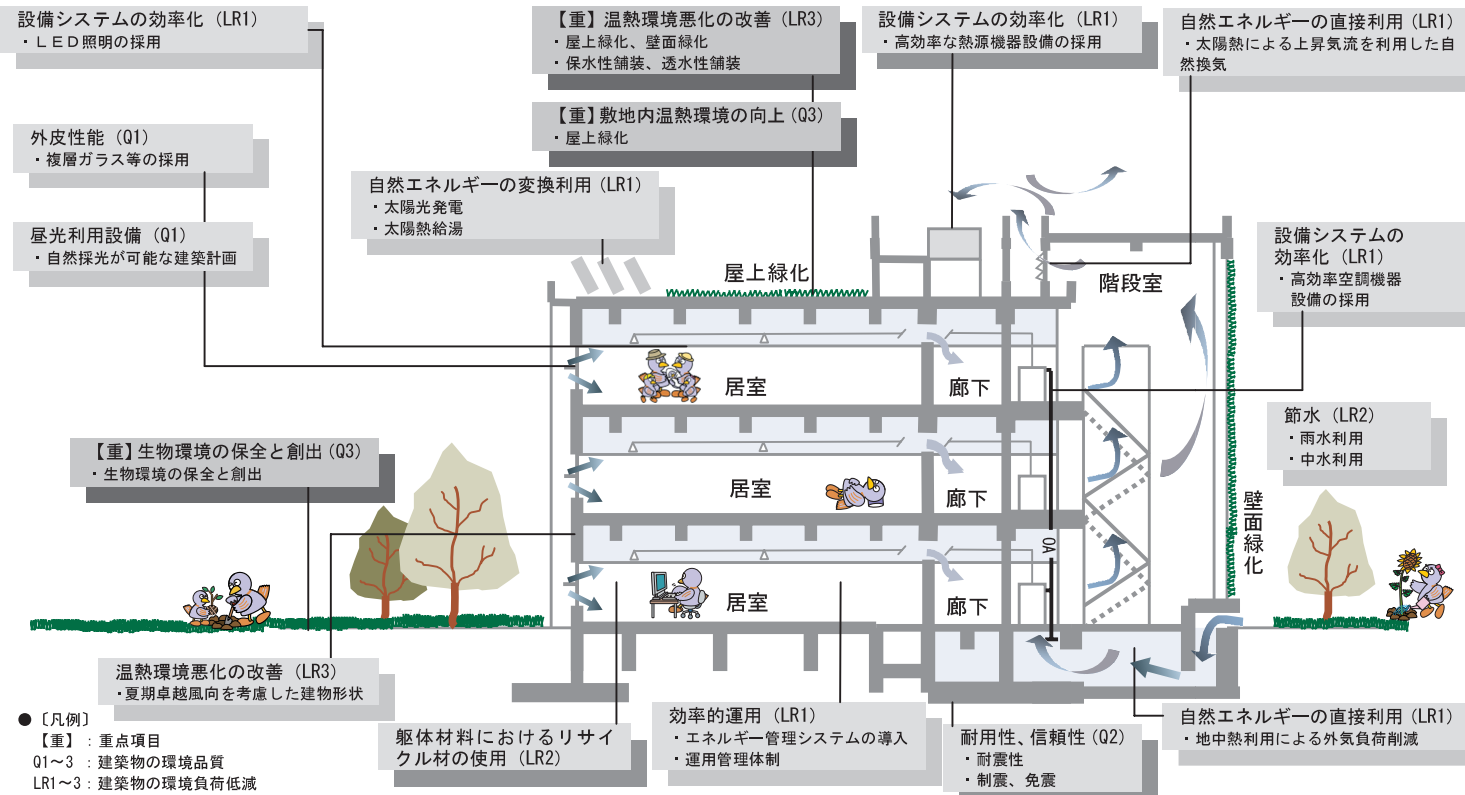 設備システムの効率化（LR1）
・ＬＥＤ照明の採用
【重】温熱環境悪化の改善（LR3）
・屋上緑化、壁面緑化
・保水性舗装、透水性舗装
設備システムの効率化（LR1）
・高効率な熱源機器設備の採用
自然エネルギーの直接利用（LR1）
・太陽熱による上昇気流を利用した自
然換気
【重】敷地内温熱環境の向上（Q3）
・屋上緑化
外皮性能（Q1）
・複層ガラス等の採用
自然エネルギーの変換利用（LR1）
・太陽光発電
・太陽熱給湯
昼光利用設備（Q1）
・自然採光が可能な建築計画
設備システムの
効率化（LR1）
・高効率空調機器
設備の採用
屋上緑化
階段室
居室
廊下
節水（LR2）
・雨水利用
・中水利用
【重】生物環境の保全と創出（Q3）
・生物環境の保全と創出
居室
廊下
壁面緑化
OA
居室
廊下
温熱環境悪化の改善（LR3）
・夏期卓越風向を考慮した建物形状
躯体材料におけるリサイ
クル材の使用（LR2）
効率的運用（LR1）
・エネルギー管理システムの導入
・運用管理体制
耐用性、信頼性（Q2）
・耐震性
・制震、免震
自然エネルギーの直接利用（LR1）
・地中熱利用による外気負荷削減
●〔凡例〕
【重】：重点項目
Q1～3：建築物の環境品質
LR1～3：建築物の環境負荷低減